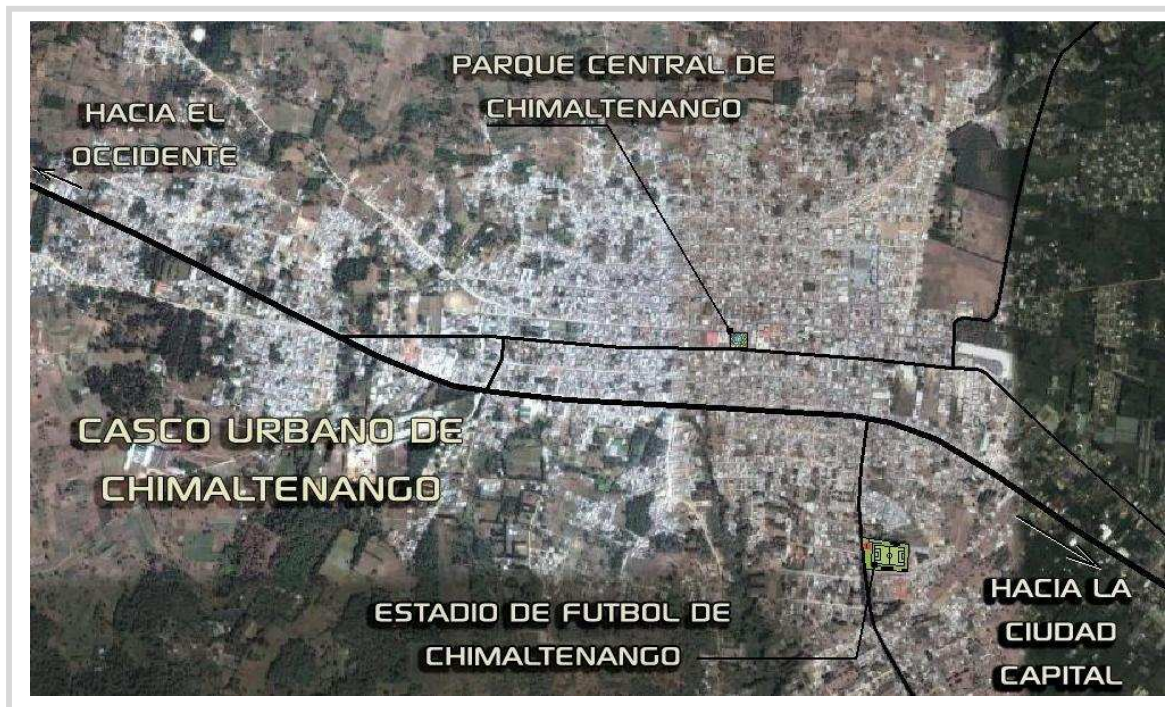 PARQUE CENTRAL DE
CHIMALTENANGO
HACIA EL
OCCIDENTE
CASCO URBANO DE
CHIMALTENANGO
ESTADIO DE FUTBOL DE
CHIMALTENANGO
HACIA LA
CIUDAD
CAPITAL